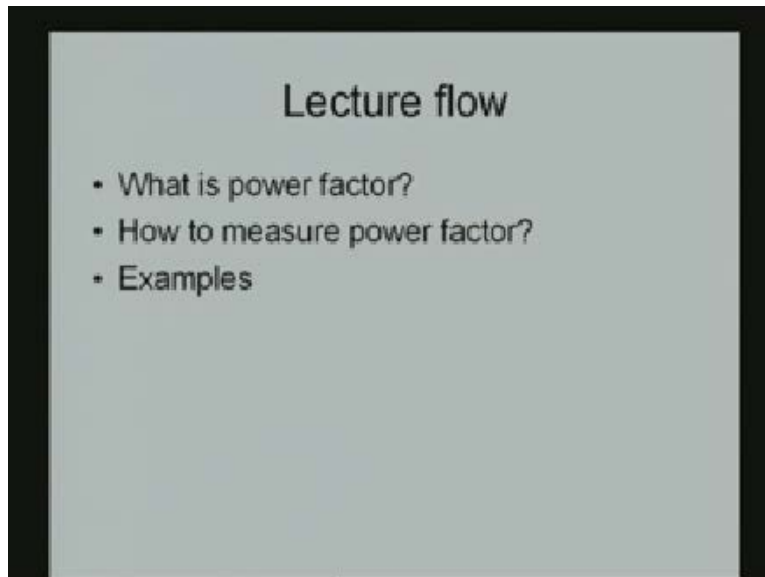 Lecture flow
• What is power factor?
• How to measure power factor?
• Examples